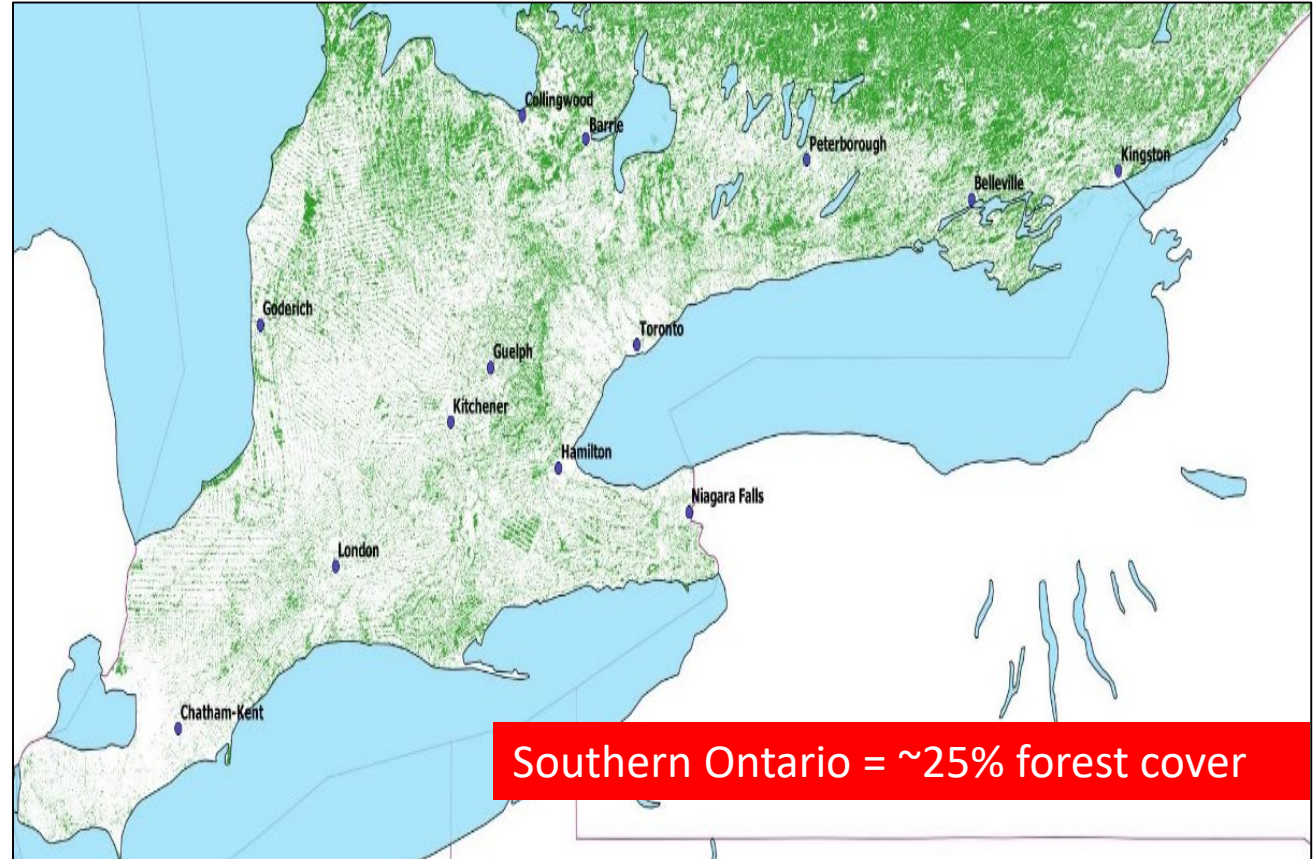 Collingwood
Barrie
Peterborough
Kingston
Belleville
Goderich
Toronto
Guelph
Kitchener
Hamilton
Niagara Falls
London
Chatham-Kent
Southern Ontario = ~25% forest cover